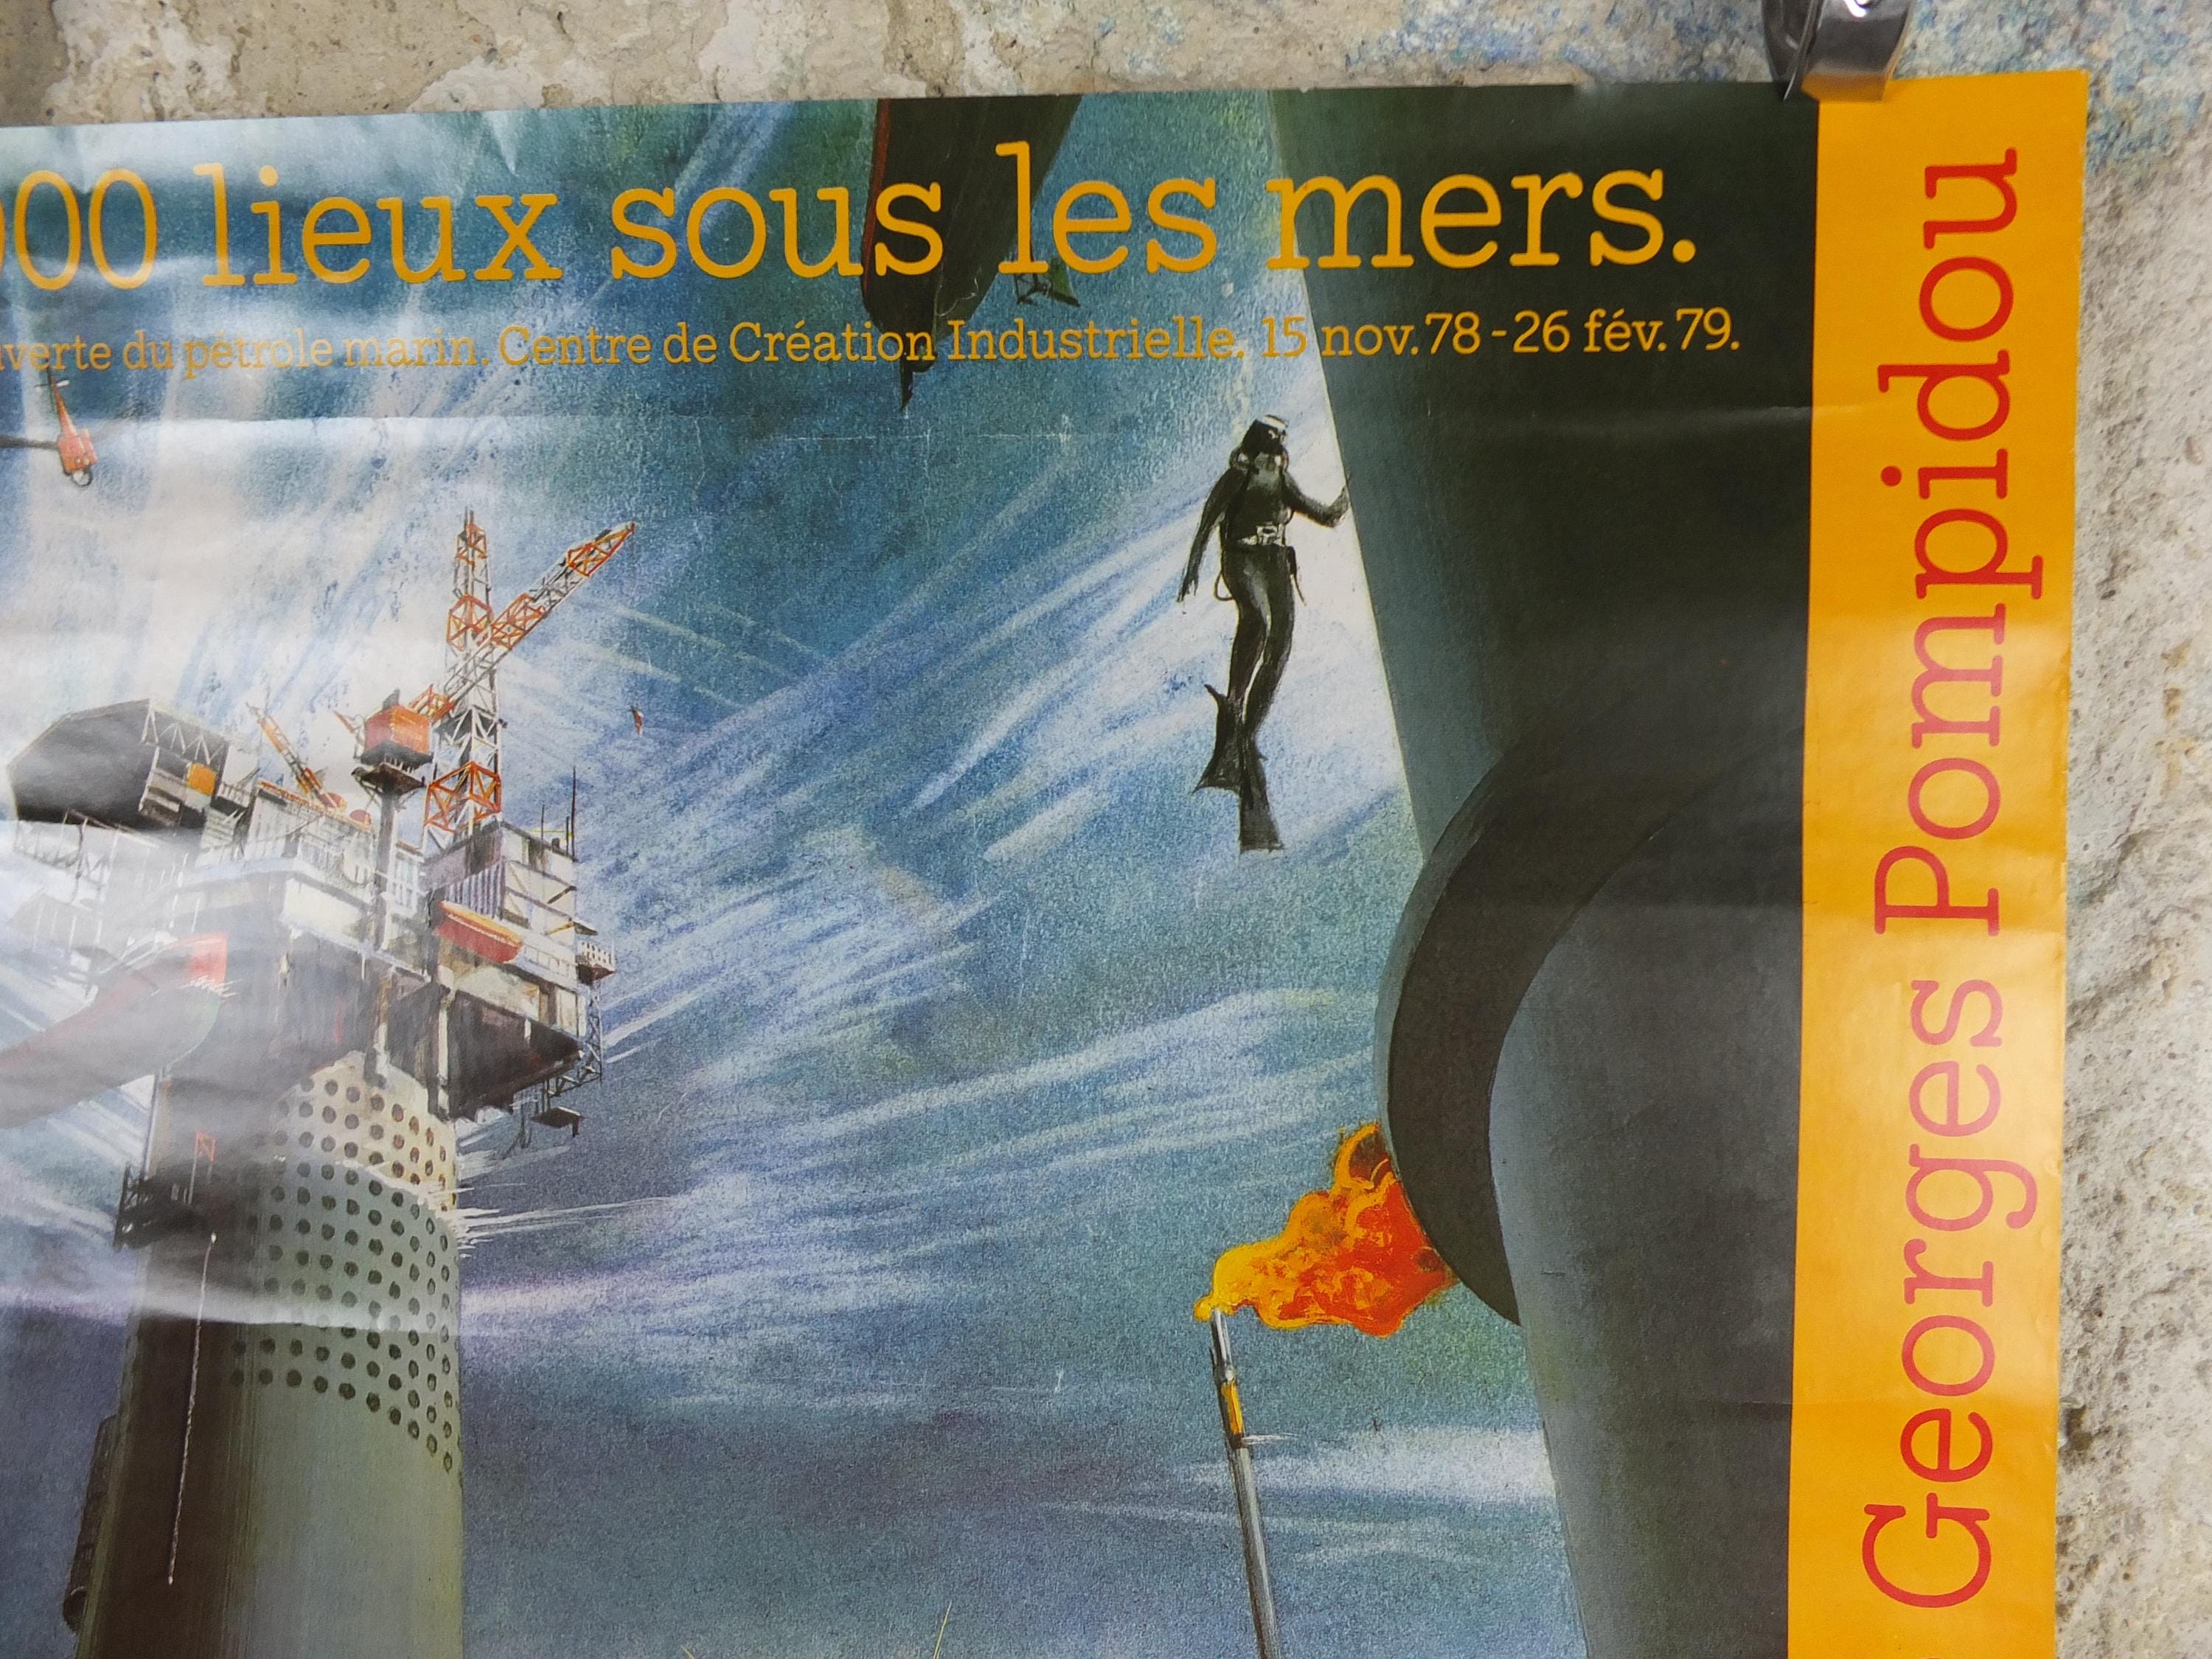 000 lieux sous les mers.
verte du pétrole marin. Centre de Création Industrielle. 15 nov. 78 - 26 fév. 79.
Georges Pompidou